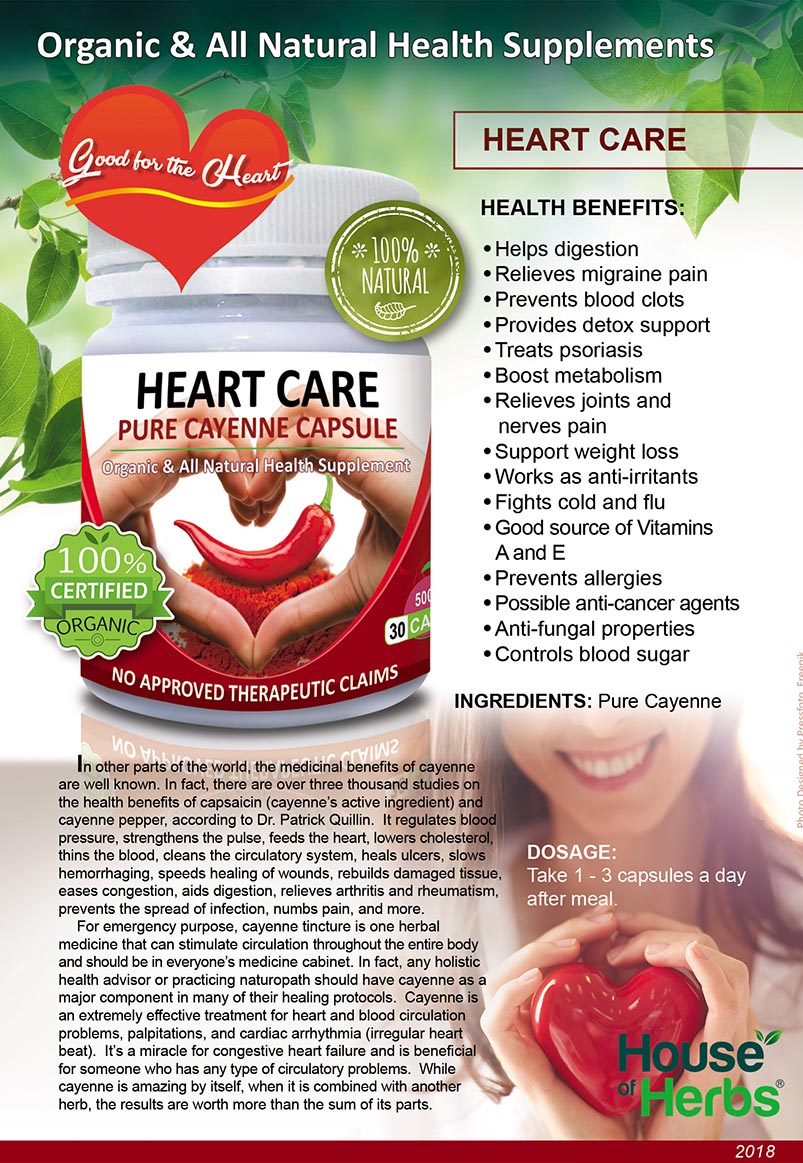 Organic & All Natural Health Supplements
Good for the Heart
100%
NATURAL
HEART CARE
PURE CAYENNE CAPSULE
Organic & All Natural Health Supplement
100%
CERTIFIED
ORGANIC
30
NO APPROVED THERAPEUTIC CLAIMS
HEART CARE
HEALTH BENEFITS:
• Helps digestion
• Relieves migraine pain
• Prevents blood clots
• Provides detox support
• Treats psoriasis
• Boost metabolism
• Relieves joints and
nerves pain
• Support weight loss
• Works as anti-irritants
• Fights cold and flu
• Good source of Vitamins
A and E
• Prevents allergies
• Possible anti-cancer agents
• Anti-fungal properties
• Controls blood sugar
INGREDIENTS: Pure Cayenne
In other parts of the world, the medicinal benefits of cayenne
are well known. In fact, there are over three thousand studies on
the health benefits of capsaicin (cayenne's active ingredient) and
cayenne pepper, according to Dr. Patrick Quillin. It regulates blood
pressure, strengthens the pulse, feeds the heart, lowers cholesterol,
thins the blood, cleans the circulatory system, heals ulcers, slows
hemorrhaging, speeds healing of wounds, rebuilds damaged tissue,
eases congestion, aids digestion, relieves arthritis and rheumatism,
prevents the spread of infection, numbs pain, and more.
For emergency purpose, cayenne tincture is one herbal
medicine that can stimulate circulation throughout the entire body
and should be in everyone's medicine cabinet. In fact, any holistic
health advisor or practicing naturopath should have cayenne as a
major component in many of their healing protocols. Cayenne is
an extremely effective treatment for heart and blood circulation
problems, palpitations, and cardiac arrhythmia (irregular heart
beat). It's a miracle for congestive heart failure and is beneficial
for someone who has any type of circulatory problems. While
cayenne is amazing by itself, when it is combined with another
herb, the results are worth more than the sum of its parts.
DOSAGE:
Take 1 - 3 capsules a day
after meal.
Photo Designed by Pressfoto, Freepik
House
of Herbs®
2018